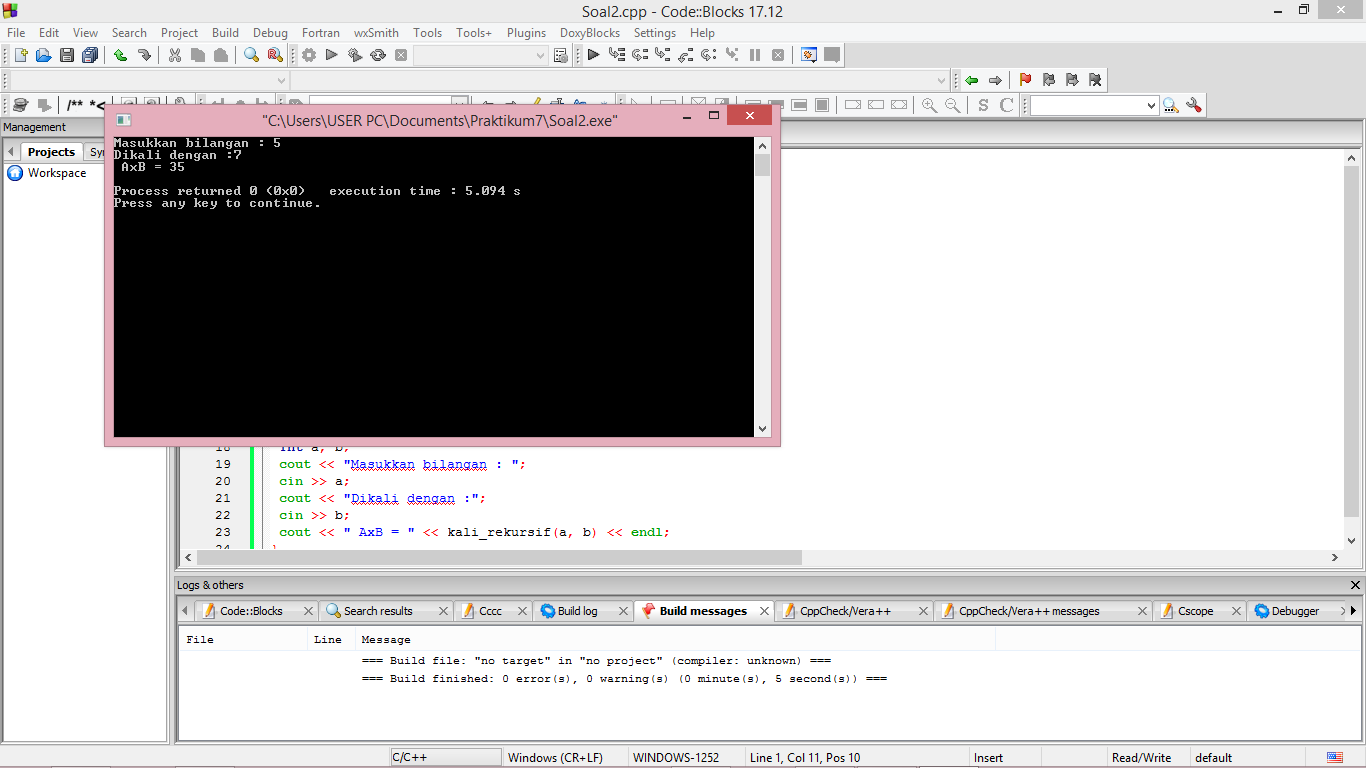 Soal2.cpp - Code::Blocks 17.12
File Edit View Search Project Build Debug Fortran wxSmith Tools Tools+ Plugins DoxyBlocks Settings Help
/** *<
S C
Management
Projects
Workspace
"C:\Users\USER PC\Documents\Praktikum7\Soal2.exe"
Masukkan bilangan : 5
Dikali dengan :7
 AxB = 35
Process returned 0 (0x0)   execution time : 5.094 s
Press any key to continue.
18 int a, b;
19 cout << "Masukkan bilangan : ";
20 cin >> a;
21 cout << "Dikali dengan :";
22 cin >> b;
23 cout << " AxB = " << kali_rekursif(a, b) << endl;
24
Logs & others
Code::Blocks Search results Cccc Build log Build messages CppCheck/Vera++ CppCheck/Vera++ messages Cscope Debugger
File Line Message
=== Build file: "no target" in "no project" (compiler: unknown) ===
=== Build finished: 0 error(s), 0 warning(s) (0 minute(s), 5 second(s)) ===
C/C++ Windows (CR+LF) WINDOWS-1252 Line 1, Col 11, Pos 10 Insert Read/Write default